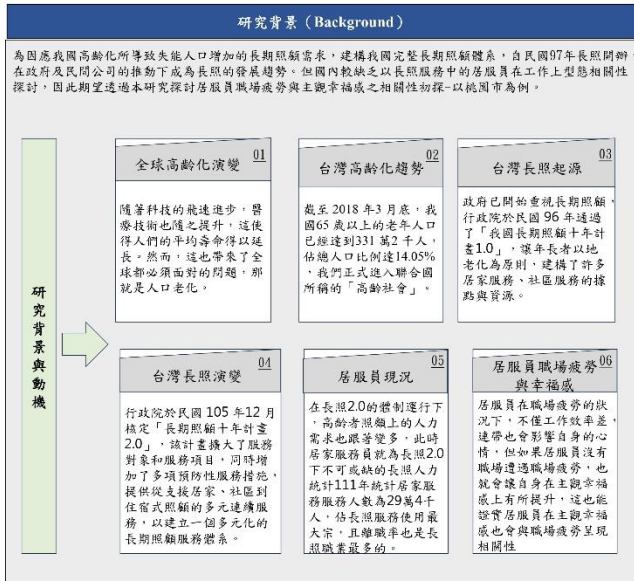 研究背景（Background）
為因應我國高齡化所導致失能人口增加的長期照顧需求，建構我國完整長期照顧體系，自民國97年長照開辦，
在政府及民間公司的推動下成為長照的發展趨勢。但國內較缺乏以長照服務中的居服員在工作上型態相關性
探討，因此期望透過本研究探討居服員職場疲勞與主觀幸福感之相關性初探-以桃園市為例。
研究背景與動機
01
全球高齡化演變
隨著科技的飛速進步，醫
療技術也隨之提升，這使
得人們的平均壽命得以延
長。然而，這也帶來了全
球都必須面對的問題，那
就是人口老化。
02
台灣高齡化趨勢
截至 2018 年3 月底，我
國65 歲以上的老年人口
已經達到331 萬2 千人，
佔總人口比例達14.05%
，我們正式進入聯合國
所稱的「高齡社會」。
03
台灣長照起源
政府已開始重視長期照顧，
行政院於民國 96 年通過
了「我國長期照顧十年計
畫1.0」，讓年長者以地
老化為原則，建構了許多
居家服務、社區服務的據
點與資源。
04
台灣長照演變
行政院於民國 105 年12 月
核定「長期照顧十年計畫
2.0」，該計畫擴大了服務
對象和服務項目，同時增
加了多項預防性服務措施，
提供從支援居家、社區到
住宿式照顧的多元連續服
務，以建立一個多元化的
長期照顧服務體系。
05
居服員現況
在長照2.0的體制運行下
，高齡者照顧上的人力
需求也跟著變多，此時
居家服務員就為長照2.0
下不可或缺的長照人力
統計111年統計居家服
務服務人數為29萬4千
人，佔長照服務使用最
大宗，且離職率也是長
照職業最多的。
06
居服員職場疲勞
與幸福感
居服員在職場疲勞的狀
況下，不僅工作效率差，
連帶也會影響自身的心
情，但如果居服員沒有
職場遭遇職場疲勞，也
就會讓自身在主觀幸福
感上有所提升，這也能
證實居服員在主觀幸福
感也會與職場疲勞呈現
相關性